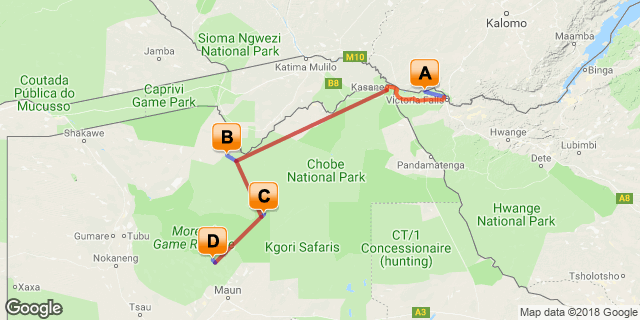 Kalomo
Sioma Ngwezi
National Park
Maamba
Jamba
M10
Binga
Katima Mulilo
Coutada
Pública do
Mucusso
Caprivi
Game Park
B8
A
Kasane
Victoria Falls
Shakawe
B
Hwange
Lubimbi
Chobe
National Park
Pandamatenga
Dete
C
A8
Hwange
National Park
D
Gumare
Tubu
Kgori Safaris
CT/1
Concessionaire
(hunting)
Nokaneng
Tsholotsho
Xaxa
Maun
Tsau
Google
A3
Map data ©2018 Google